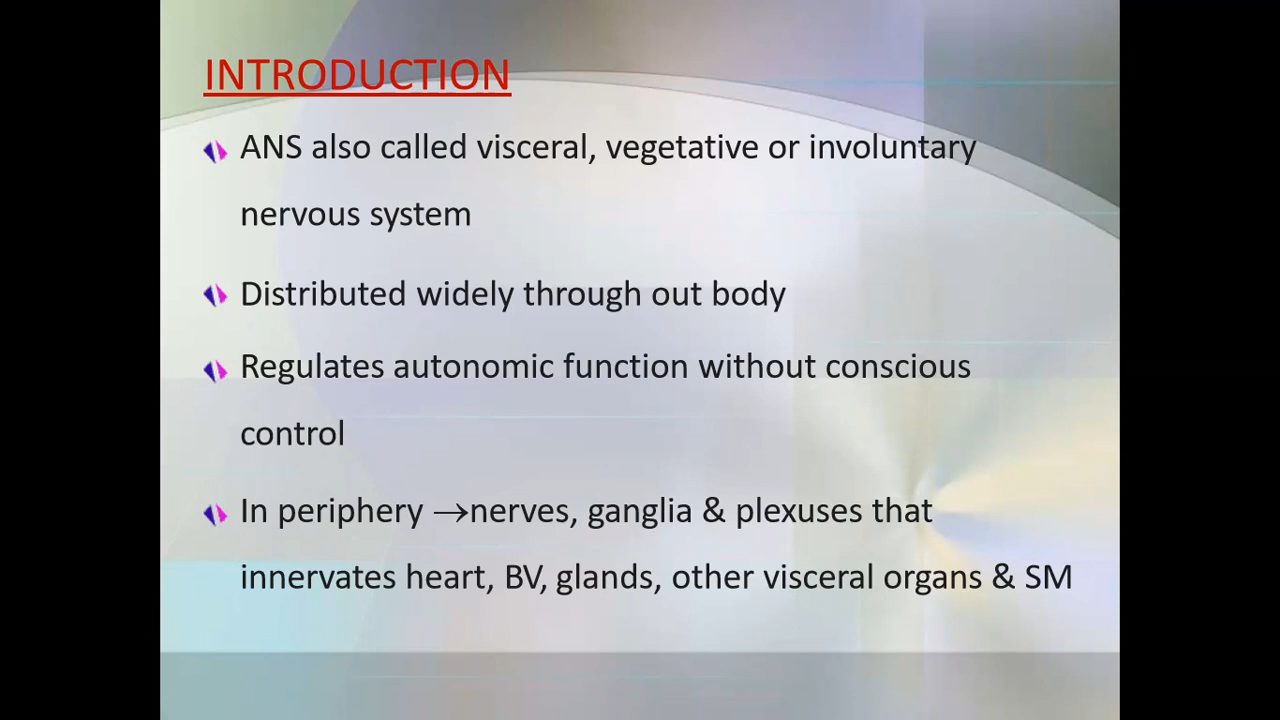 INTRODUCTION
ANS also called visceral, vegetative or involuntary
nervous system
Distributed widely through out body
Regulates autonomic function without conscious
control
In periphery →nerves, ganglia & plexuses that
innervates heart, BV, glands, other visceral organs & SM